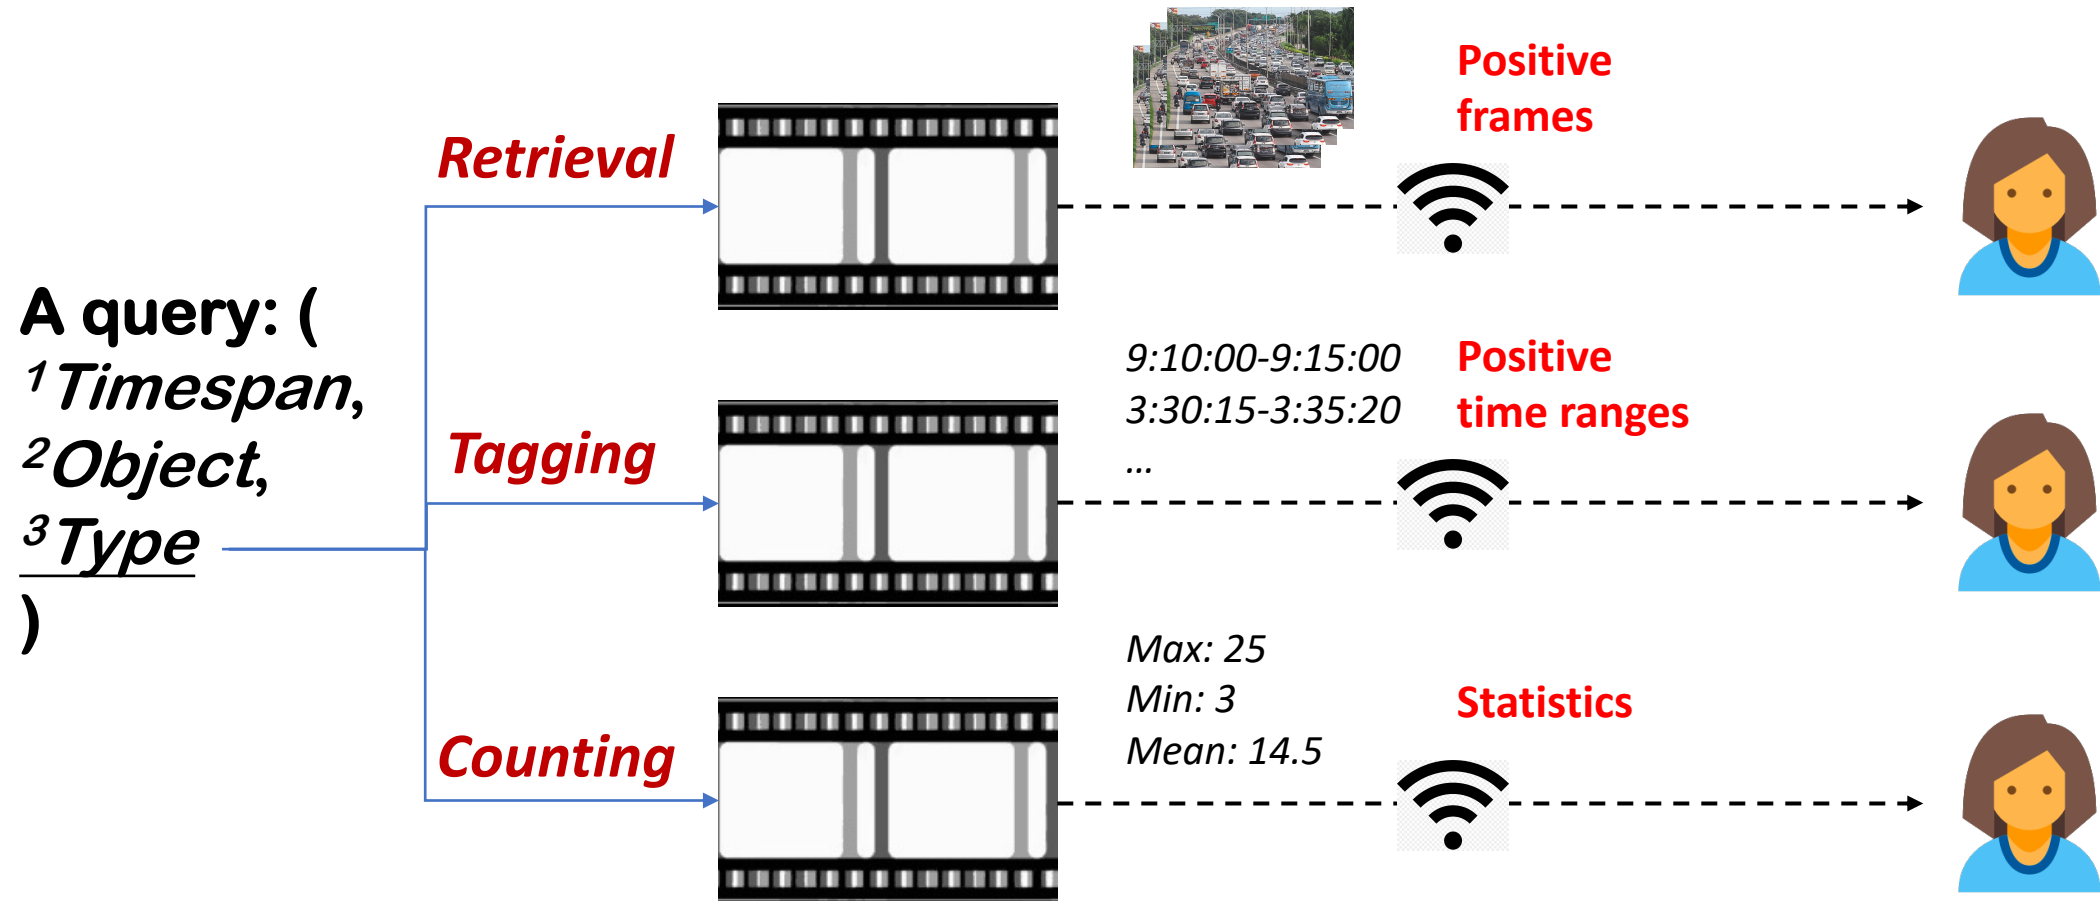 A query: (
¹Timespan,
²Object,
³Type
)
Retrieval
Positive
frames
Tagging
9:10:00-9:15:00
3:30:15-3:35:20
...
Positive
time ranges
Counting
Max: 25
Min: 3
Mean: 14.5
Statistics